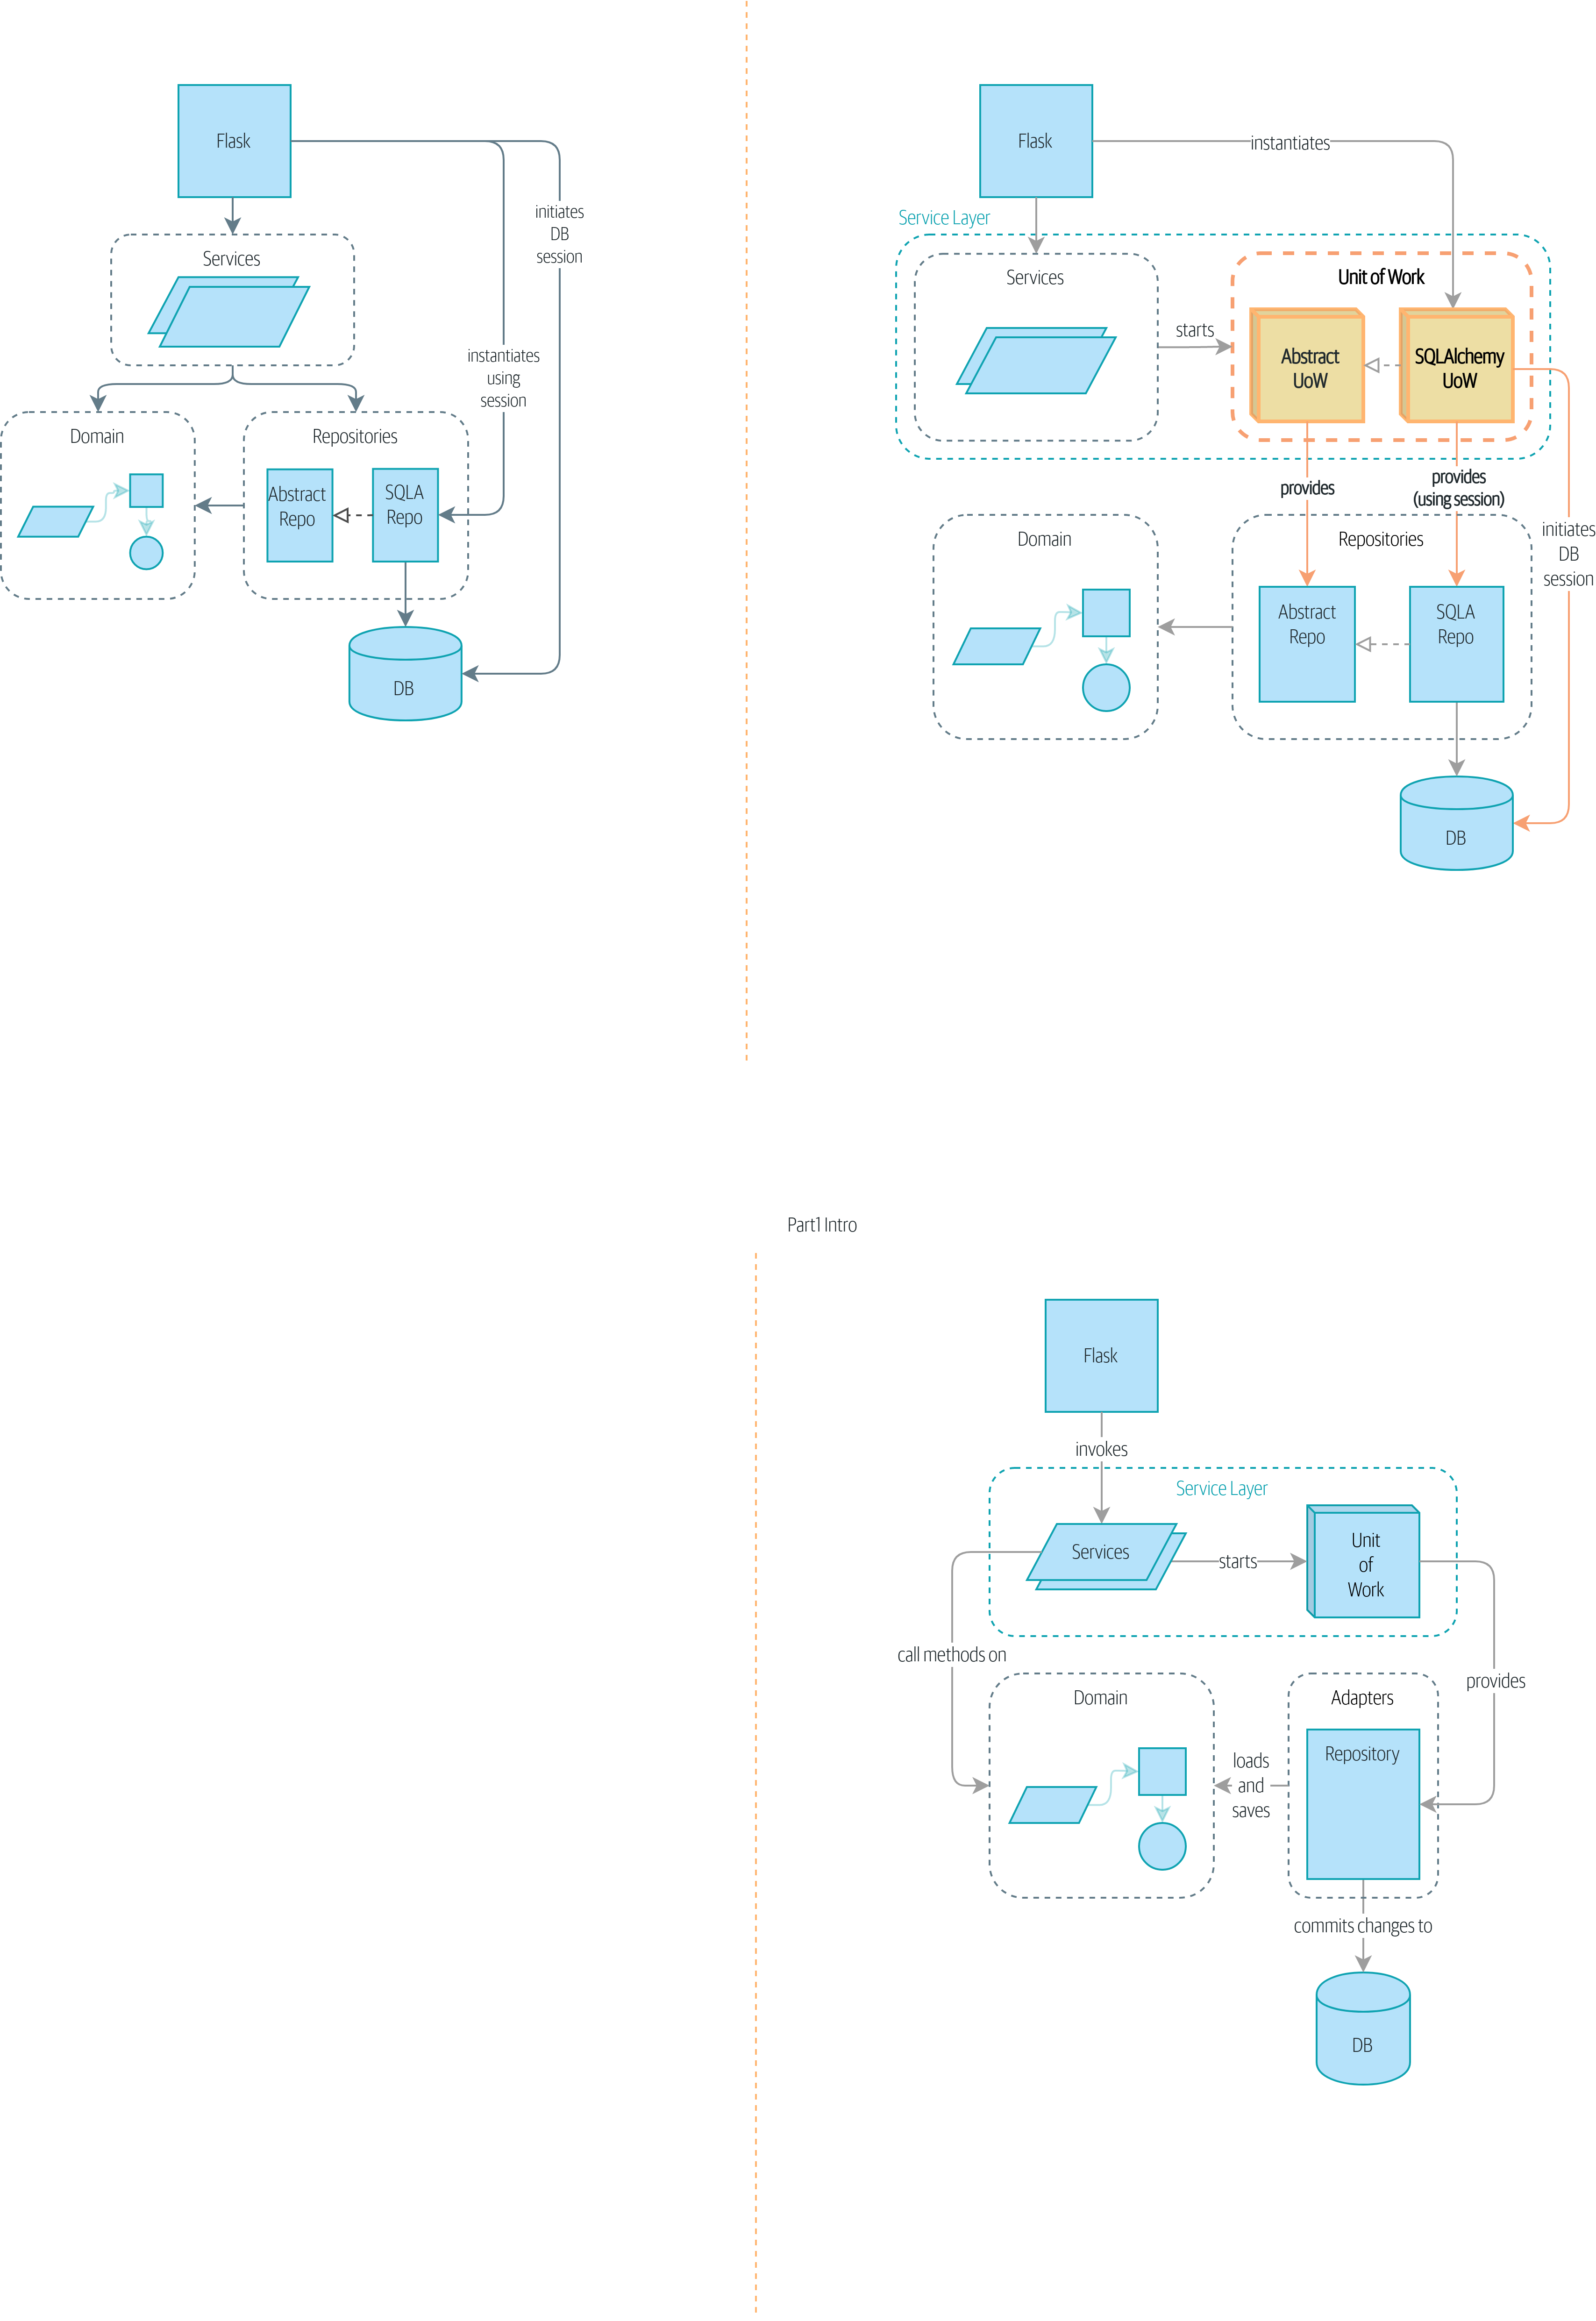 Flask
initiates
DB
session
Services
instantiates
using
session
Domain
Repositories
Abstract
Repo
SQLA
Repo
DB
Flask
instantiates
Service Layer
Services
starts
Unit of Work
Abstract
UoW
SQLAlchemy
UoW
provides
provides
(using session)
initiates
DB
session
Domain
Repositories
Abstract
Repo
SQLA
Repo
DB
Part1 Intro
Flask
invokes
Service Layer
Services
starts
Unit
of
Work
call methods on
provides
Domain
Adapters
loads
and
saves
Repository
commits changes to
DB